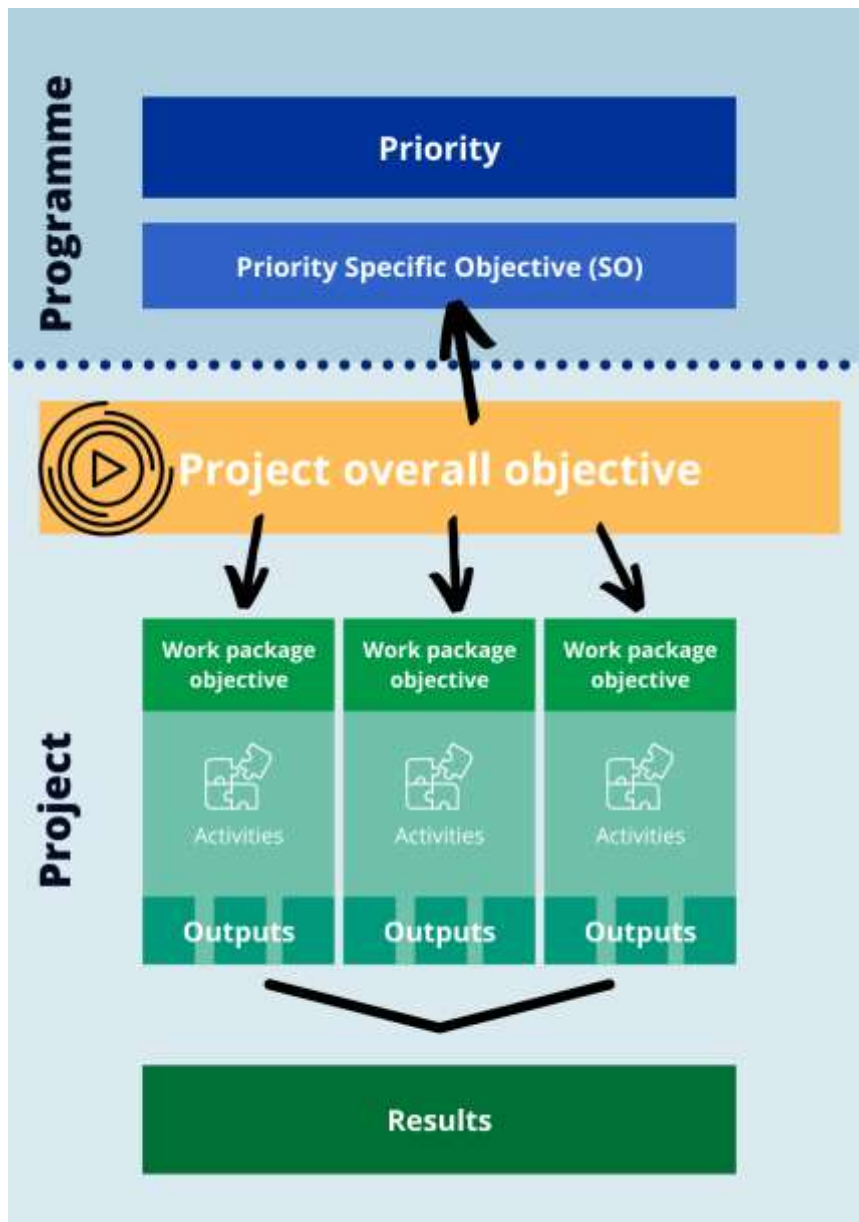 Programme
Priority
Priority Specific Objective (SO)
Project overall objective
Project
Work package
objective
Work package
objective
Work package
objective
Activities
Activities
Activities
Outputs
Outputs
Outputs
Results